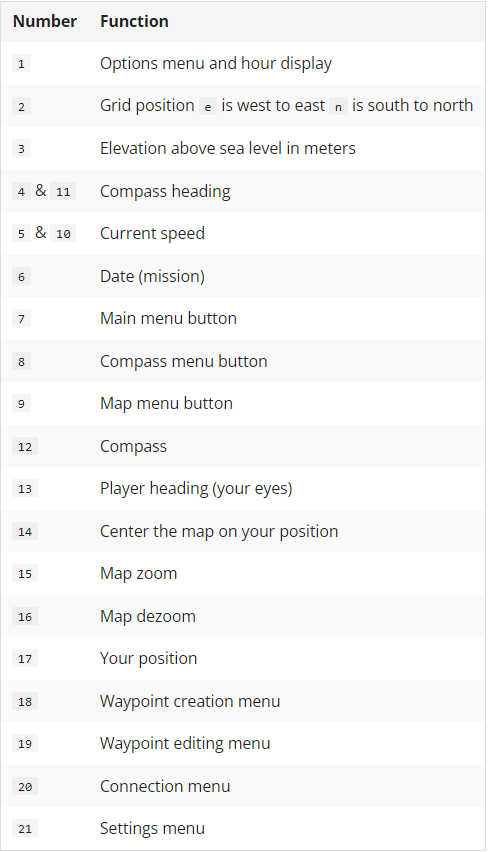 Number Function
1 Options menu and hour display
2 Grid position e is west to east n is south to north
3 Elevation above sea level in meters
4 & 11 Compass heading
5 & 10 Current speed
6 Date (mission)
7 Main menu button
8 Compass menu button
9 Map menu button
12 Compass
13 Player heading (your eyes)
14 Center the map on your position
15 Map zoom
16 Map dezoom
17 Your position
18 Waypoint creation menu
19 Waypoint editing menu
20 Connection menu
21 Settings menu